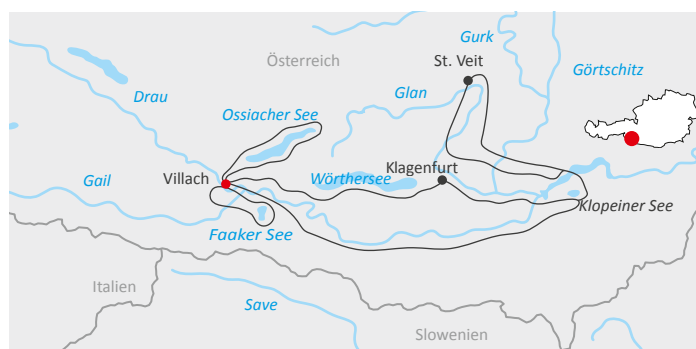 Gurk
Österreich
St. Veit
Görtschitz
Drau
Glan
Ossiacher See
Gail
Villach
Wörthersee
Klagenfurt
Klopeiner See
Faaker See
Italien
Save
Slowenien